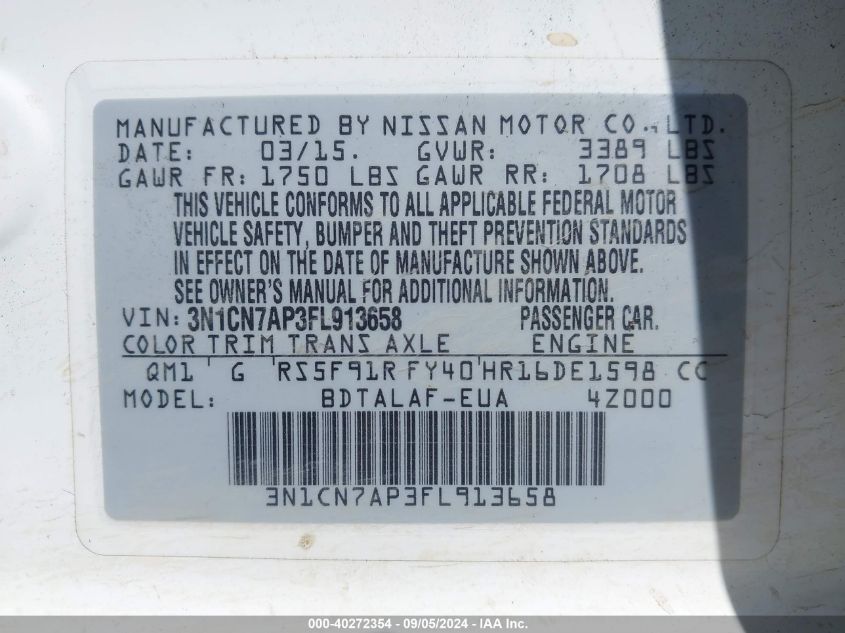 MANUFACTURED BY NISSAN MOTOR CO., LTD.
DATE: 03/15. GVWR: 3389 LBS
GAWR FR: 1750 LBS GAWR RR: 1708 LBS
THIS VEHICLE CONFORMS TO ALL APPLICABLE FEDERAL MOTOR
VEHICLE SAFETY, BUMPER AND THEFT PREVENTION STANDARDS
IN EFFECT ON THE DATE OF MANUFACTURE SHOWN ABOVE.
SEE OWNER'S MANUAL FOR ADDITIONAL INFORMATION.
VIN: 3N1CN7AP3FL913658 PASSENGER CAR.
COLOR TRIM TRANS AXLE ENGINE
QM1 G RS5F91R FY40 HR16DE1598 CC
MODEL: BDTALAF-EUA 4Z000
3N1CN7AP3FL913658
000-40272354 - 09/05/2024 - IAA Inc.